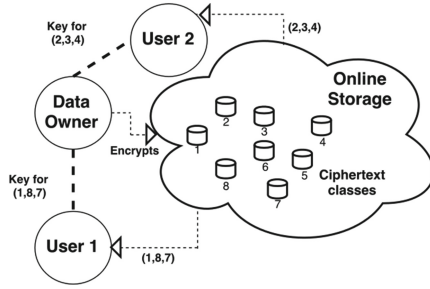 Key for
(2,3,4)
User 2
(2,3,4)
Online
Storage
Data
Owner
Encrypts
1
2
3
4
5
6
7
8
Ciphertext
classes
Key for
(1,8,7)
User 1
(1,8,7)